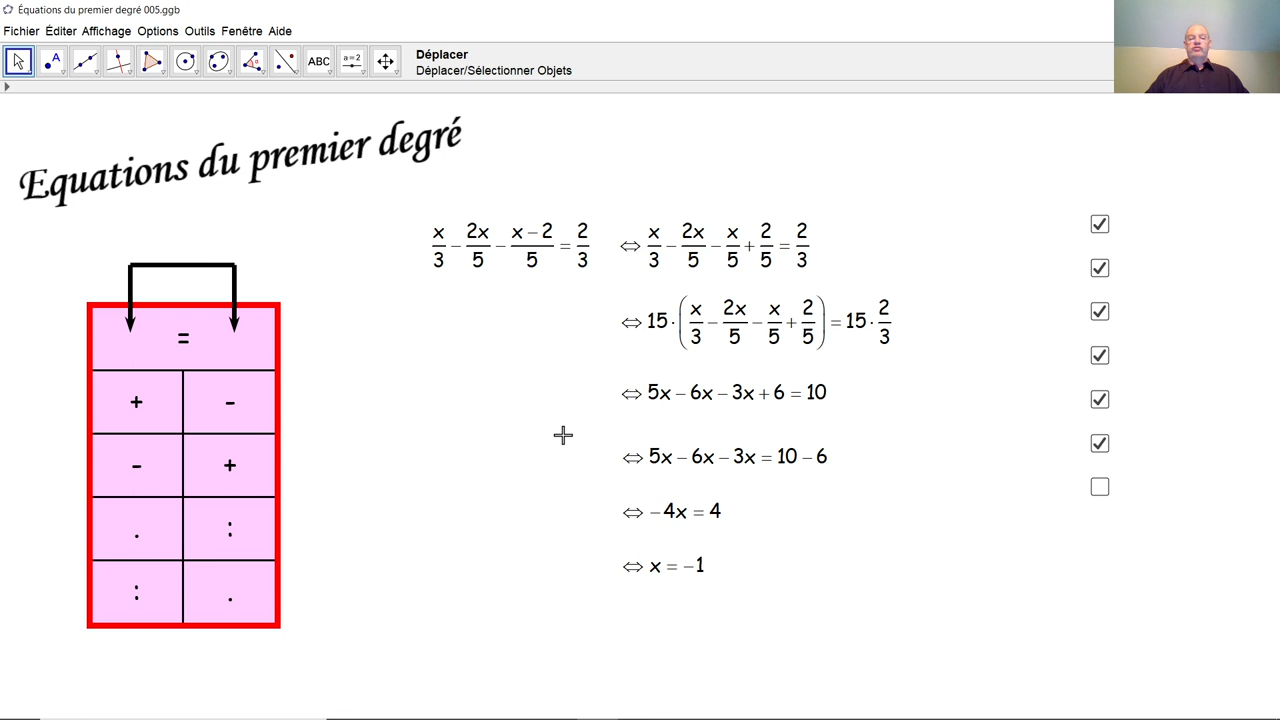 Équations du premier degré 005.ggb
Fichier Éditer Affichage Options Outils Fenêtre Aide
A
ABC
a=2
Déplacer
Déplacer/Sélectionner Objets
Equations du premier degré
x/3 − 2x/5 − (x−2)/5 = 2/3 ⇔ x/3 − 2x/5 − x/5 + 2/5 = 2/3
⇔ 15·(x/3 − 2x/5 − x/5 + 2/5) = 15·2/3
⇔ 5x − 6x − 3x + 6 = 10
⇔ 5x − 6x − 3x = 10 − 6
⇔ −4x = 4
⇔ x = −1
=
+ -
- +
. :
: .